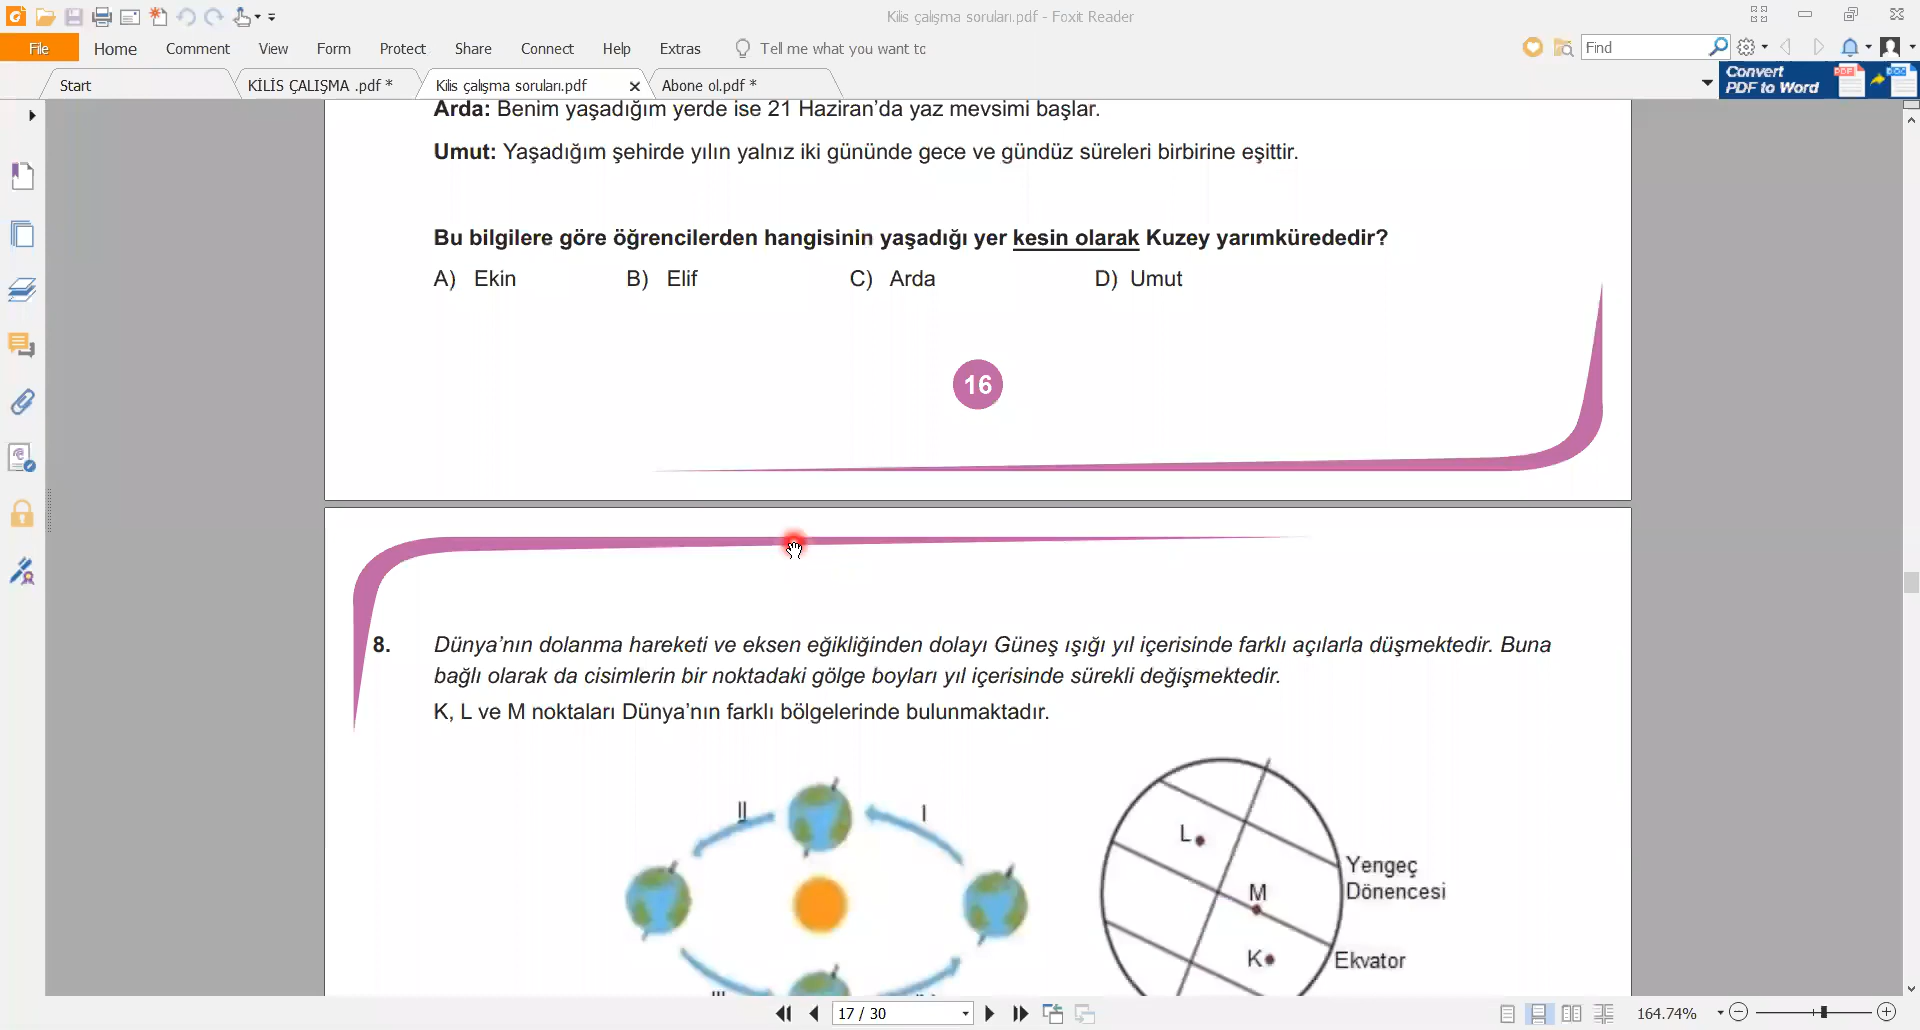 Kilis çalışma soruları.pdf - Foxit Reader
File Home Comment View Form Protect Share Connect Help Extras Tell me what you want to Find
Start KİLİS ÇALIŞMA .pdf * Kilis çalışma soruları.pdf Abone ol.pdf *
Convert
PDF to Word
Arda: Benim yaşadığım yerde ise 21 Haziran’da yaz mevsimi başlar.
Umut: Yaşadığım şehirde yılın yalnız iki gününde gece ve gündüz süreleri birbirine eşittir.
Bu bilgilere göre öğrencilerden hangisinin yaşadığı yer kesin olarak Kuzey yarımkürededir?
A) Ekin B) Elif C) Arda D) Umut
16
8. Dünya’nın dolanma hareketi ve eksen eğikliğinden dolayı Güneş ışığı yıl içerisinde farklı açılarla düşmektedir. Buna
bağlı olarak da cisimlerin bir noktadaki gölge boyları yıl içerisinde sürekli değişmektedir.
K, L ve M noktaları Dünya’nın farklı bölgelerinde bulunmaktadır.
II I
L
Yengeç
Dönencesi
M
K
Ekvator
17 / 30
164.74%